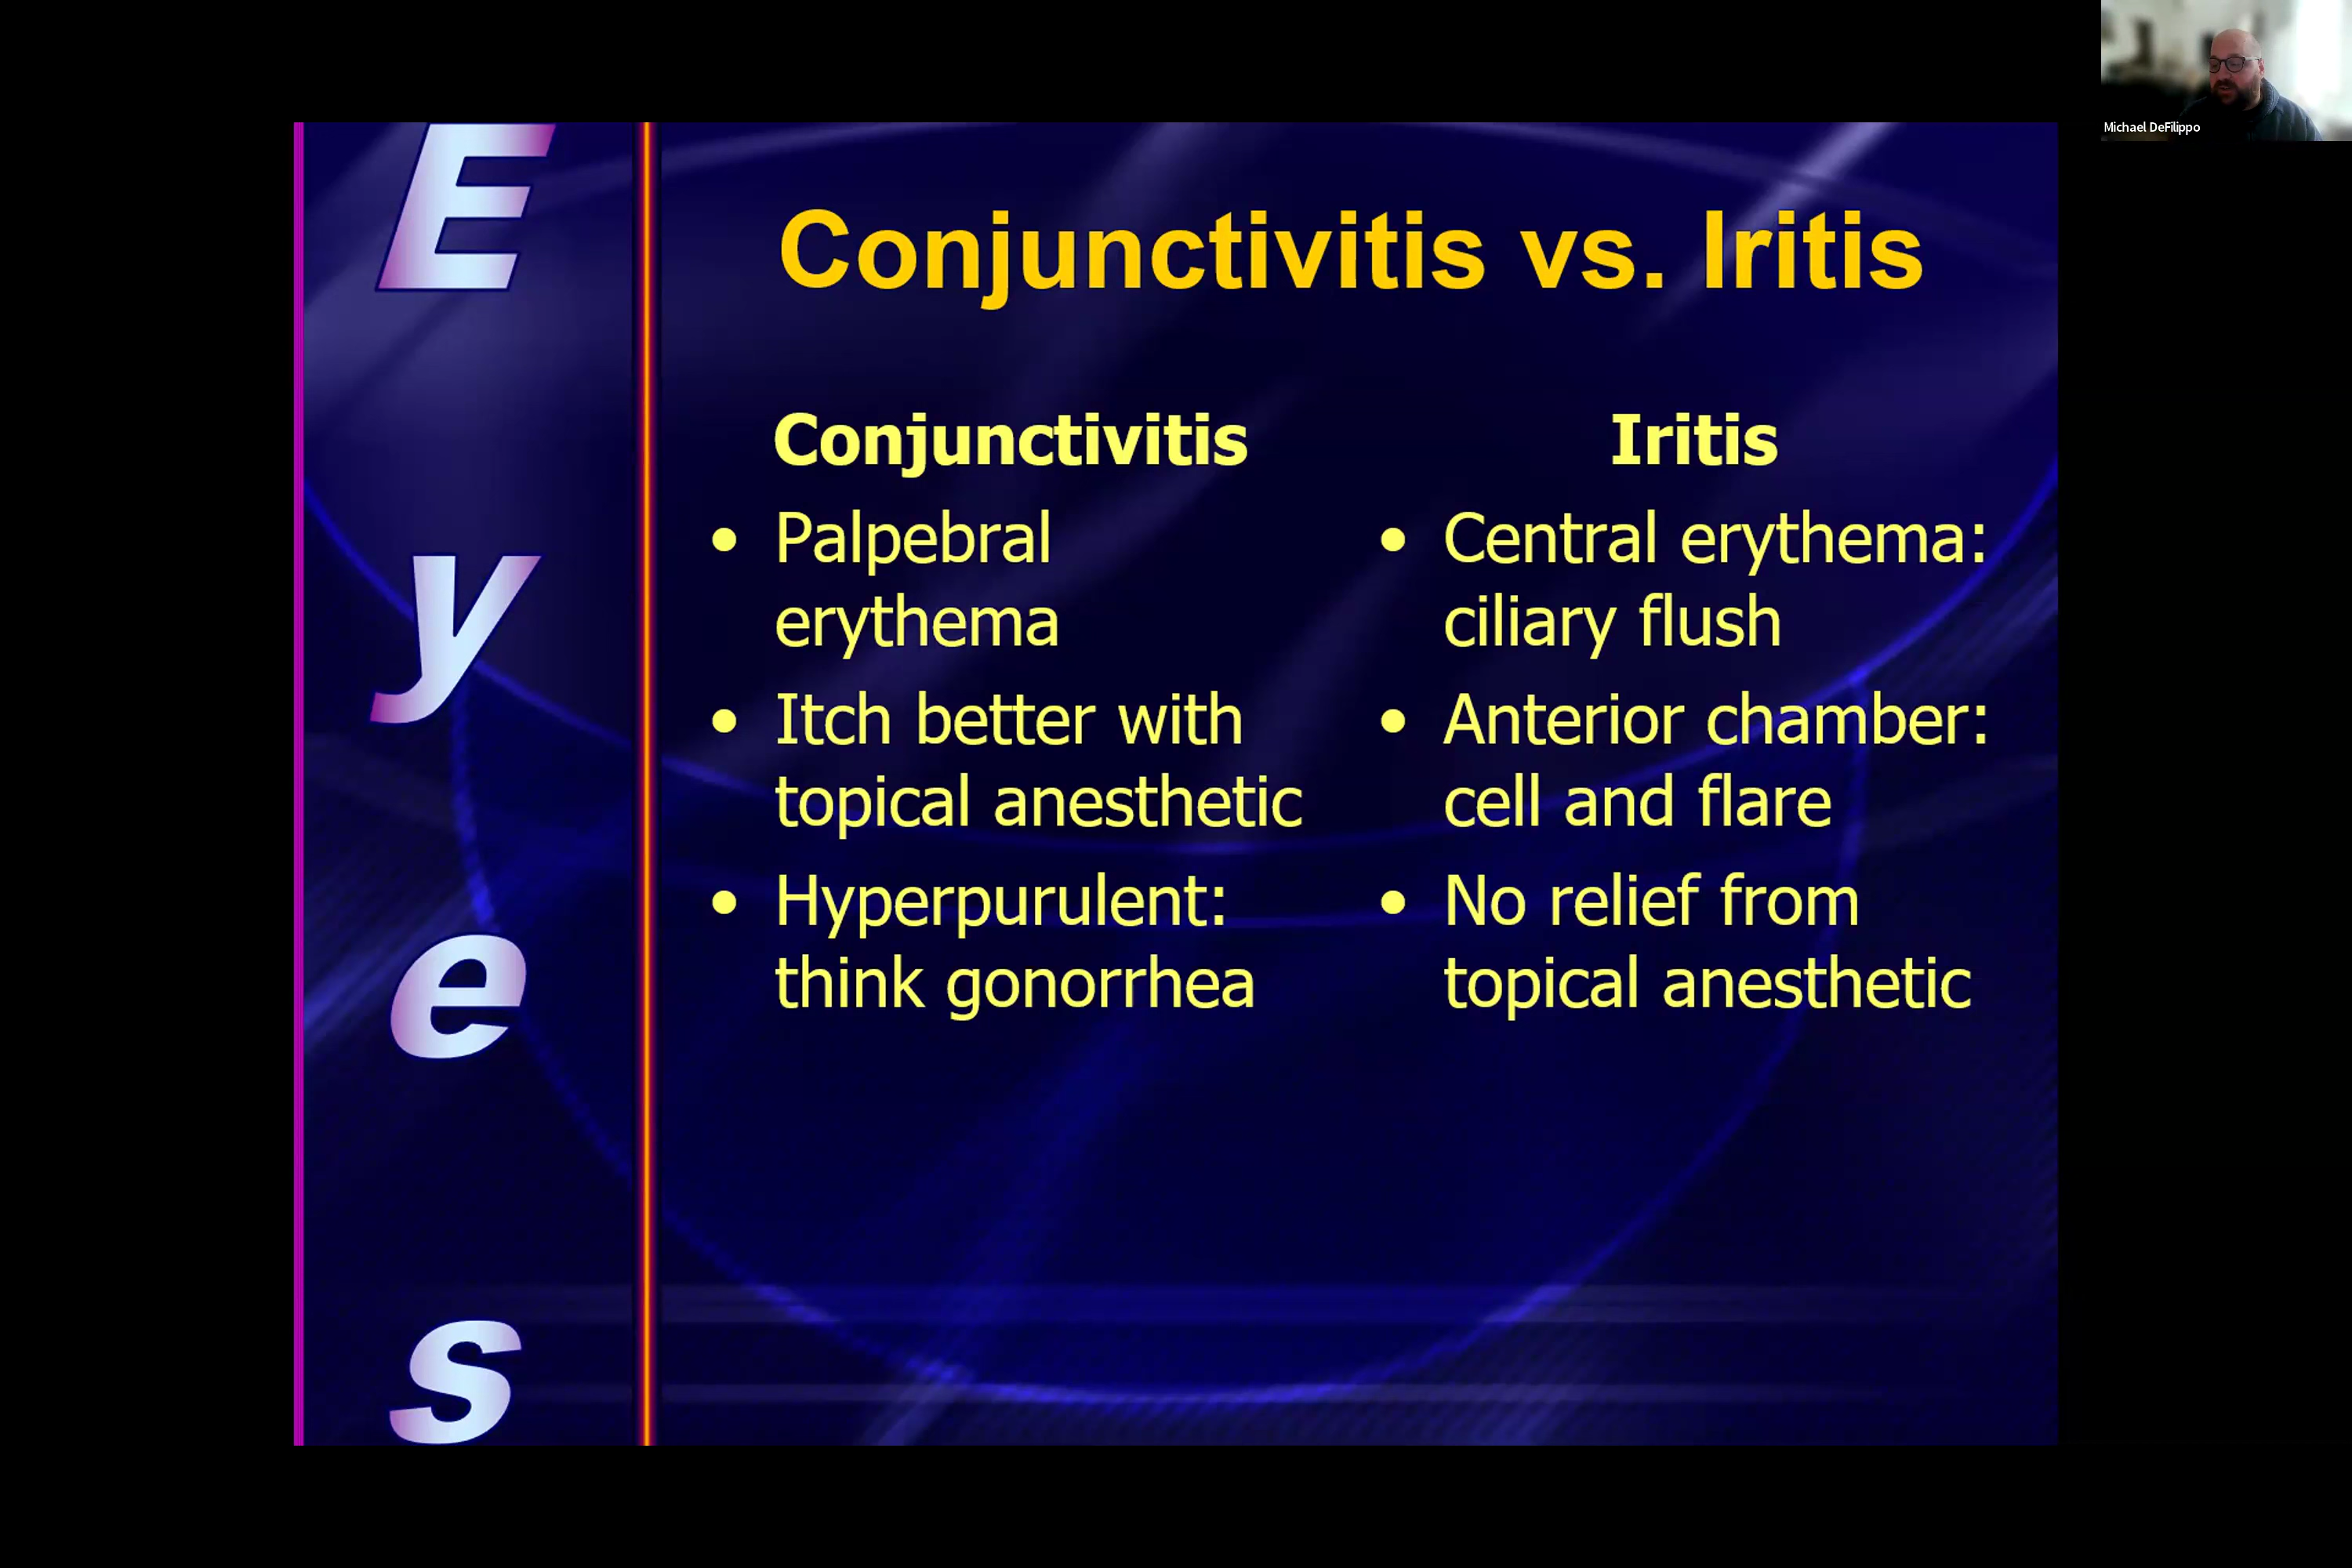 Michael DeFilippo
E
y
e
s
Conjunctivitis vs. Iritis
Conjunctivitis
• Palpebral
erythema
• Itch better with
topical anesthetic
• Hyperpurulent:
think gonorrhea
Iritis
• Central erythema:
ciliary flush
• Anterior chamber:
cell and flare
• No relief from
topical anesthetic